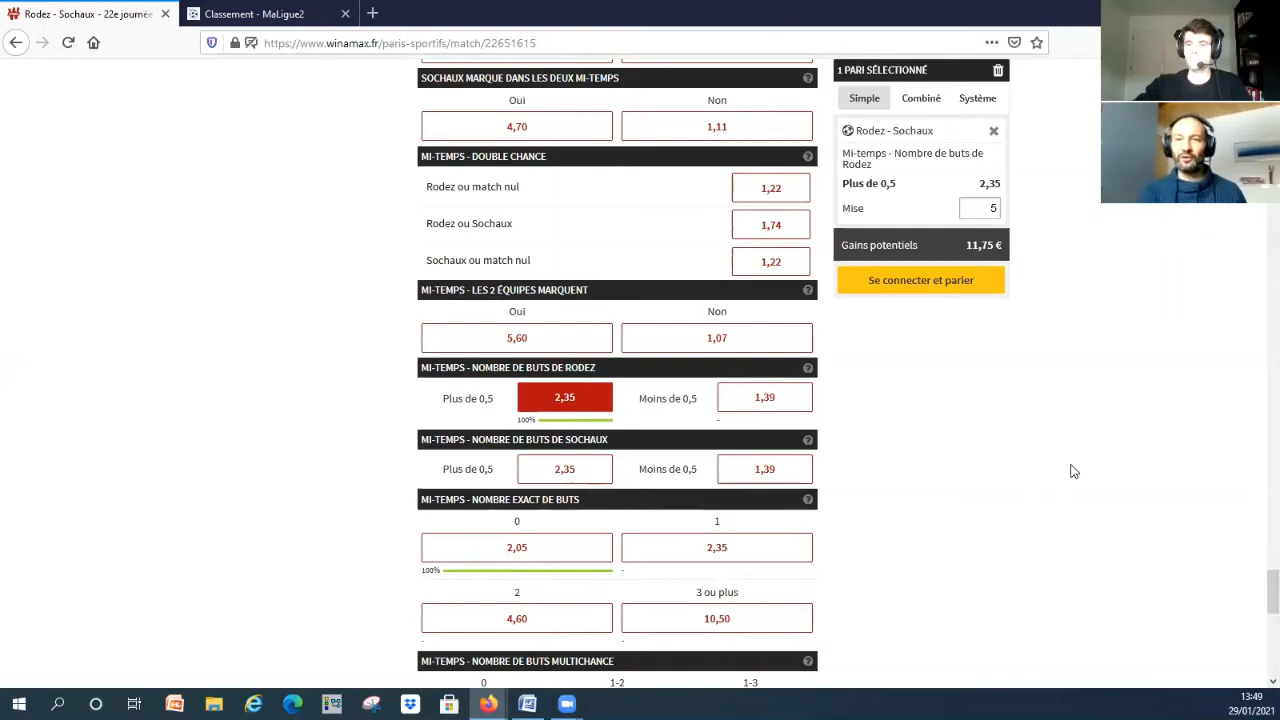 Rodez - Sochaux - 22e journée
Classement - MaLigue2
https://www.winamax.fr/paris-sportifs/match/22651615
SOCHAUX MARQUE DANS LES DEUX MI-TEMPS
Oui Non
4,70 1,11
MI-TEMPS - DOUBLE CHANCE
Rodez ou match nul 1,22
Rodez ou Sochaux 1,74
Sochaux ou match nul 1,22
MI-TEMPS - LES 2 ÉQUIPES MARQUENT
Oui Non
5,60 1,07
MI-TEMPS - NOMBRE DE BUTS DE RODEZ
Plus de 0,5 2,35 Moins de 0,5 1,39
100% -
MI-TEMPS - NOMBRE DE BUTS DE SOCHAUX
Plus de 0,5 2,35 Moins de 0,5 1,39
MI-TEMPS - NOMBRE EXACT DE BUTS
0 1
2,05 2,35
100% -
2 3 ou plus
4,60 10,50
- -
MI-TEMPS - NOMBRE DE BUTS MULTICHANCE
0 1-2 1-3
1 PARI SÉLECTIONNÉ
Simple Combiné Système
Rodez - Sochaux
Mi-temps - Nombre de buts de
Rodez
Plus de 0,5 2,35
Mise 5
Gains potentiels 11,75 €
Se connecter et parier
13:49
29/01/2021